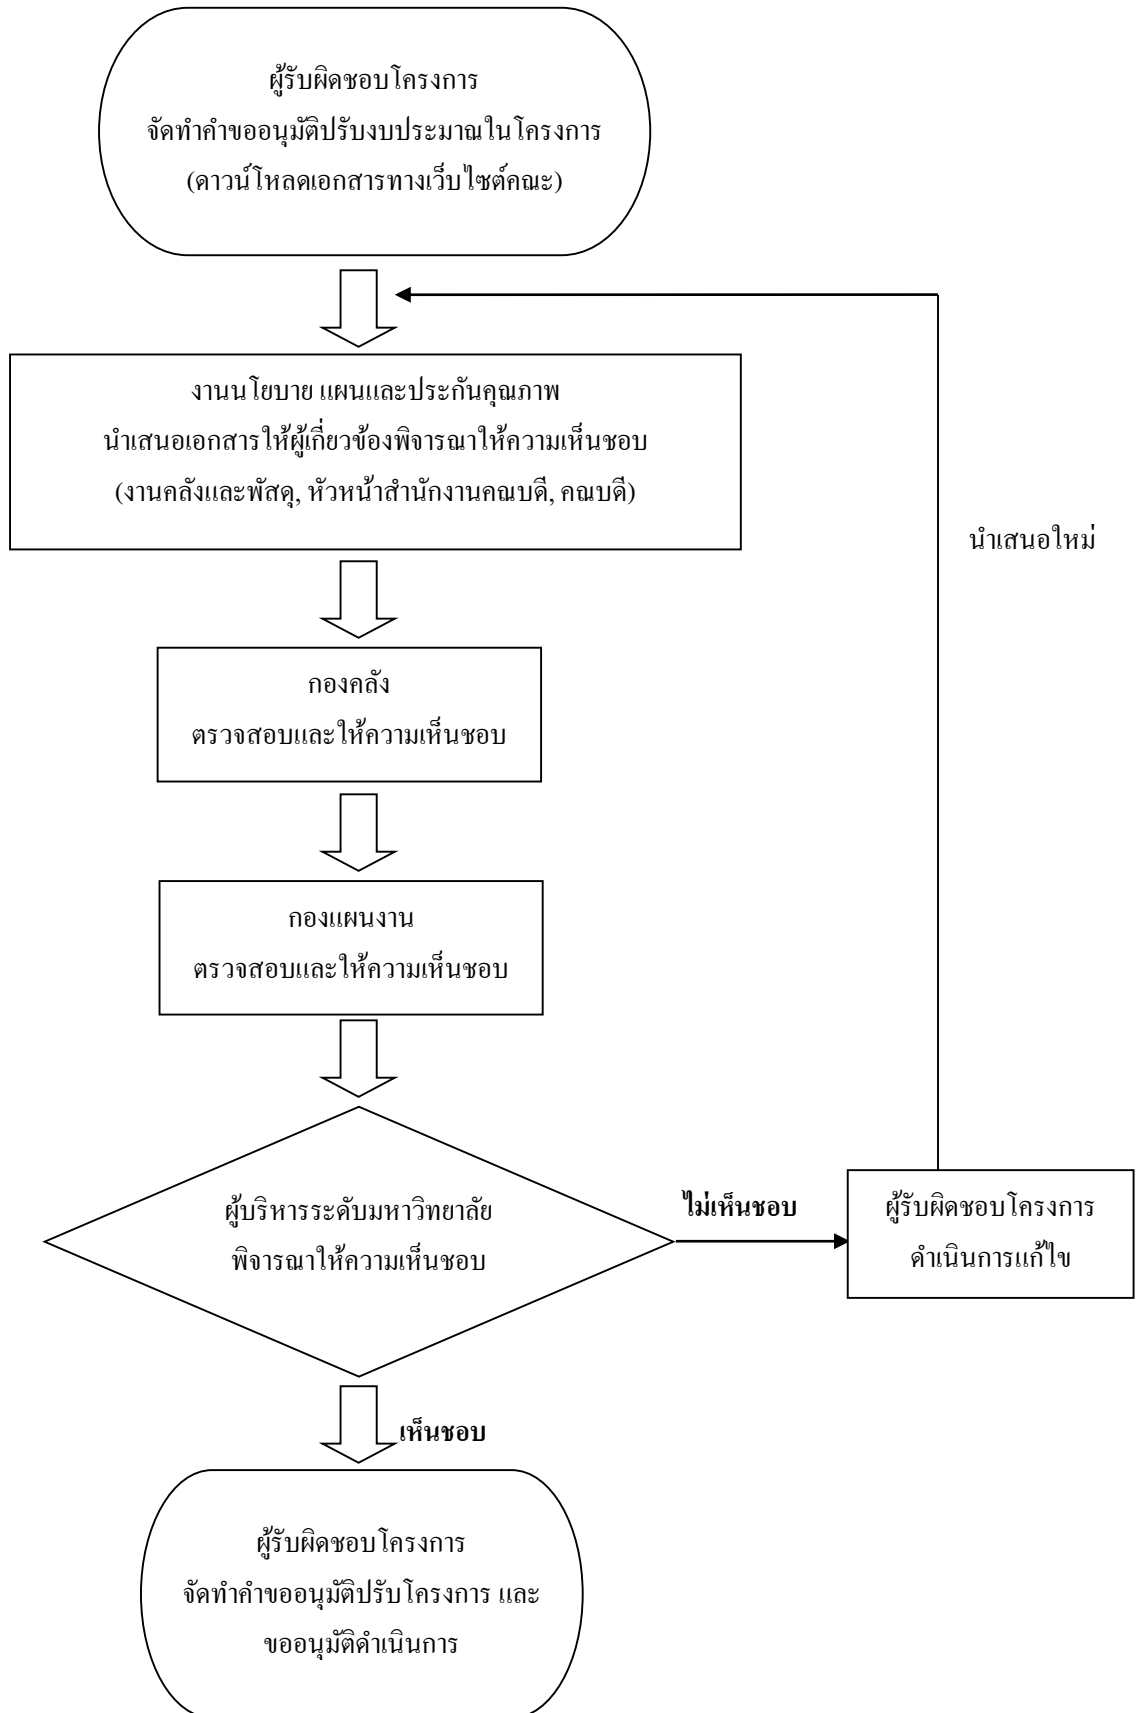 ผู้รับผิดชอบโครงการ
จัดทำคำขออนุมัติปรับงบประมาณในโครงการ
(ดาวน์โหลดเอกสารทางเว็บไซต์คณะ)
งานนโยบาย แผนและประกันคุณภาพ
นำเสนอเอกสารให้ผู้เกี่ยวข้องพิจารณาให้ความเห็นชอบ
(งานคลังและพัสดุ, หัวหน้าสำนักงานคณบดี, คณบดี)
นำเสนอใหม่
กองคลัง
ตรวจสอบและให้ความเห็นชอบ
กองแผนงาน
ตรวจสอบและให้ความเห็นชอบ
ผู้บริหารระดับมหาวิทยาลัย
พิจารณาให้ความเห็นชอบ
ไม่เห็นชอบ
ผู้รับผิดชอบโครงการ
ดำเนินการแก้ไข
เห็นชอบ
ผู้รับผิดชอบโครงการ
จัดทำคำขออนุมัติปรับโครงการ และ
ขออนุมัติดำเนินการ